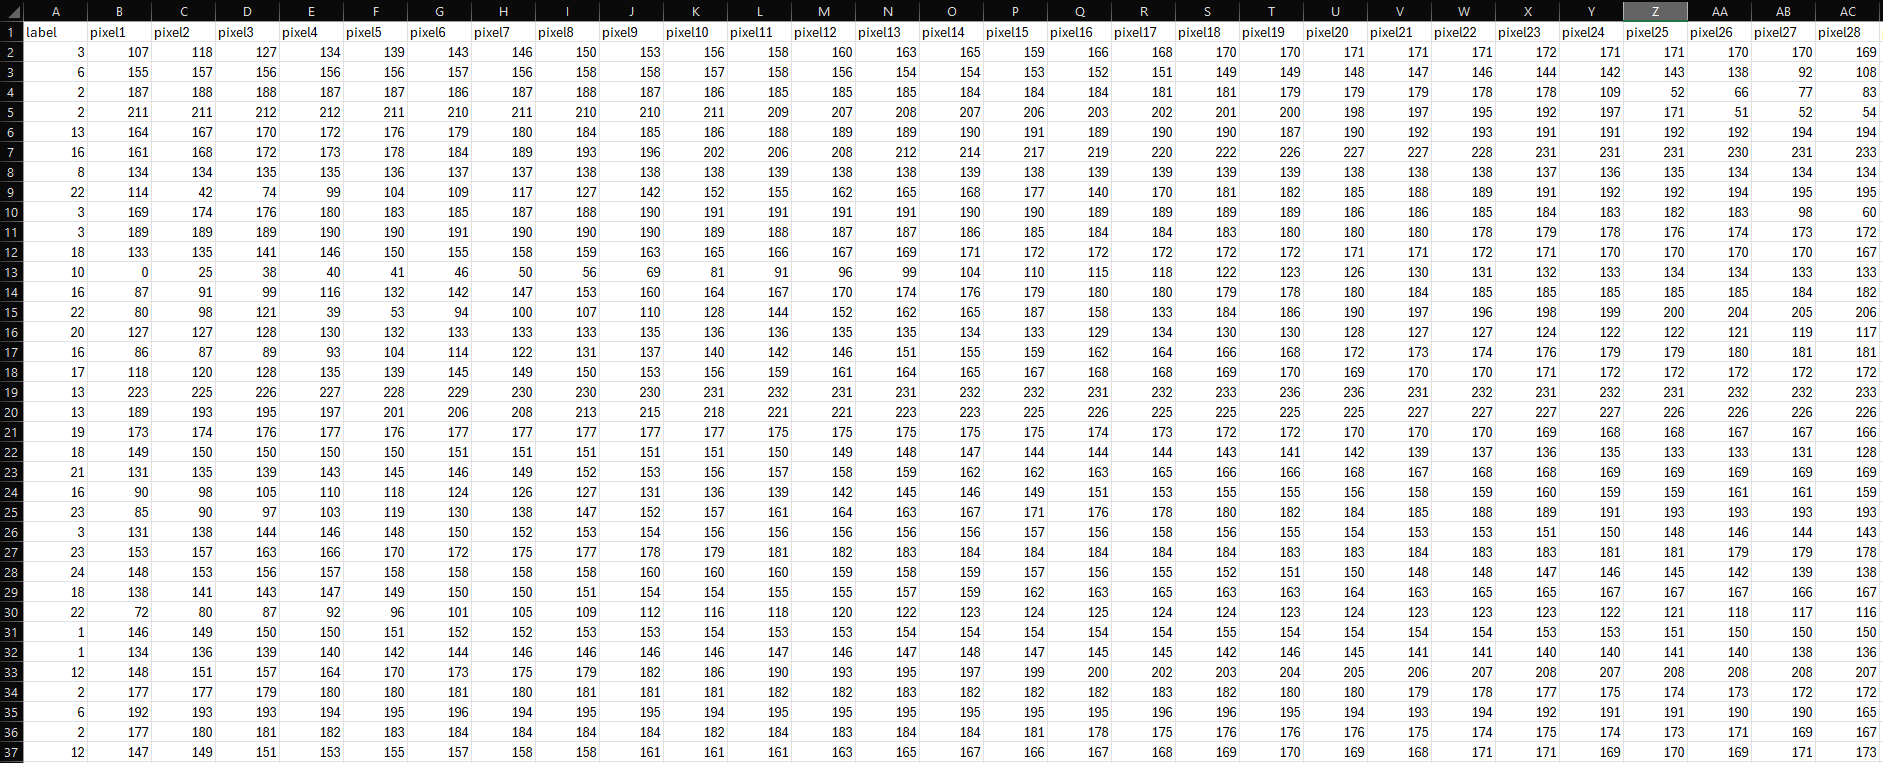 A B C D E F G H I J K L M N O P Q R S T U V W X Y Z AA AB AC
1 label pixel1 pixel2 pixel3 pixel4 pixel5 pixel6 pixel7 pixel8 pixel9 pixel10 pixel11 pixel12 pixel13 pixel14 pixel15 pixel16 pixel17 pixel18 pixel19 pixel20 pixel21 pixel22 pixel23 pixel24 pixel25 pixel26 pixel27 pixel28
2 3 107 118 127 134 139 143 146 150 153 156 158 160 163 165 159 166 168 170 170 171 171 171 172 171 171 170 170 169
3 6 155 157 156 156 156 157 156 158 158 157 158 156 154 154 153 152 151 149 149 148 147 146 144 142 143 138 92 108
4 2 187 188 188 187 187 186 187 188 187 186 185 185 185 184 184 184 181 181 179 179 179 178 178 109 52 66 77 83
5 2 211 211 212 212 211 210 211 210 210 211 209 207 208 207 206 203 202 201 200 198 197 195 192 197 171 51 52 54
6 13 164 167 170 172 176 179 180 184 185 186 188 189 189 190 191 189 190 190 187 190 192 193 191 191 192 192 194 194
7 16 161 168 172 173 178 184 189 193 196 202 206 208 212 214 217 219 220 222 226 227 227 228 231 231 231 230 231 233
8 8 134 134 135 135 136 137 137 138 138 138 139 138 138 139 138 139 139 139 139 138 138 138 137 136 135 134 134 134
9 22 114 42 74 99 104 109 117 127 142 152 155 162 165 168 177 140 170 181 182 185 188 189 191 192 192 194 195 195
10 3 169 174 176 180 183 185 187 188 190 191 191 191 191 190 190 189 189 189 189 186 186 185 184 183 182 183 98 60
11 3 189 189 189 190 190 191 190 190 190 189 188 187 187 186 185 184 184 183 180 180 180 178 179 178 176 174 173 172
12 18 133 135 141 146 150 155 158 159 163 165 166 167 169 171 172 172 172 172 172 171 171 172 171 170 170 170 170 167
13 10 0 25 38 40 41 46 50 56 69 81 91 96 99 104 110 115 118 122 123 126 130 131 132 133 134 134 133 133
14 16 87 91 99 116 132 142 147 153 160 164 167 170 174 176 179 180 180 179 178 180 184 185 185 185 185 185 184 182
15 22 80 98 121 39 53 94 100 107 110 128 144 152 162 165 187 158 133 184 186 190 197 196 198 199 200 204 205 206
16 20 127 127 128 130 132 133 133 133 135 136 136 135 135 134 133 129 134 130 130 128 127 127 124 122 122 121 119 117
17 16 86 87 89 93 104 114 122 131 137 140 142 146 151 155 159 162 164 166 168 172 173 174 176 179 179 180 181 181
18 17 118 120 128 135 139 145 149 150 153 156 159 161 164 165 167 168 168 169 170 169 170 170 171 172 172 172 172 172
19 13 223 225 226 227 228 229 230 230 230 231 232 231 231 232 232 231 232 233 236 236 231 232 231 232 231 232 232 233
20 13 189 193 195 197 201 206 208 213 215 218 221 221 223 223 225 226 225 225 225 225 227 227 227 227 226 226 226 226
21 19 173 174 176 177 176 177 177 177 177 177 175 175 175 175 175 174 173 172 172 170 170 170 169 168 168 167 167 166
22 18 149 150 150 150 150 151 151 151 151 151 150 149 148 147 144 144 144 143 141 142 139 137 136 135 133 133 131 128
23 21 131 135 139 143 145 146 149 152 153 156 157 158 159 162 162 163 165 166 166 168 167 168 168 169 169 169 169 169
24 16 90 98 105 110 118 124 126 127 131 136 139 142 145 146 149 151 153 155 155 156 158 159 160 159 159 161 161 159
25 23 85 90 97 103 119 130 138 147 152 157 161 164 163 167 171 176 178 180 182 184 185 188 189 191 193 193 193 193
26 3 131 138 144 146 148 150 152 153 154 156 156 156 156 156 157 156 158 156 155 154 153 153 151 150 148 146 144 143
27 23 153 157 163 166 170 172 175 177 178 179 181 182 183 184 184 184 184 184 183 183 184 183 183 181 181 179 179 178
28 24 148 153 156 157 158 158 158 158 160 160 160 159 158 159 157 156 155 152 151 150 148 148 147 146 145 142 139 138
29 18 138 141 143 147 149 150 150 151 154 154 155 155 157 159 162 163 165 163 163 164 163 165 165 167 167 167 166 167
30 22 72 80 87 92 96 101 105 109 112 116 118 120 122 123 124 125 124 124 123 124 123 123 123 122 121 118 117 116
31 1 146 149 150 150 151 152 152 153 153 154 153 153 154 154 154 154 154 155 154 154 154 154 153 153 151 150 150 150
32 1 134 136 139 140 142 144 146 146 146 146 147 146 147 148 147 145 145 142 146 145 141 141 140 140 141 140 138 136
33 12 148 151 157 164 170 173 175 179 182 186 190 193 195 197 199 200 202 203 204 205 206 207 208 207 208 208 208 207
34 2 177 177 179 180 180 181 180 181 181 181 182 182 183 182 182 182 183 182 180 180 179 178 177 175 174 173 172 172
35 6 192 193 193 194 195 196 194 195 195 194 195 195 195 195 195 195 196 196 195 194 193 194 192 191 191 190 190 165
36 2 177 180 181 182 183 184 184 184 184 182 184 183 184 184 181 178 175 176 176 176 175 174 175 174 173 171 169 167
37 12 147 149 151 153 155 157 158 158 161 161 161 163 165 167 166 167 168 169 170 169 168 171 171 169 170 169 171 173